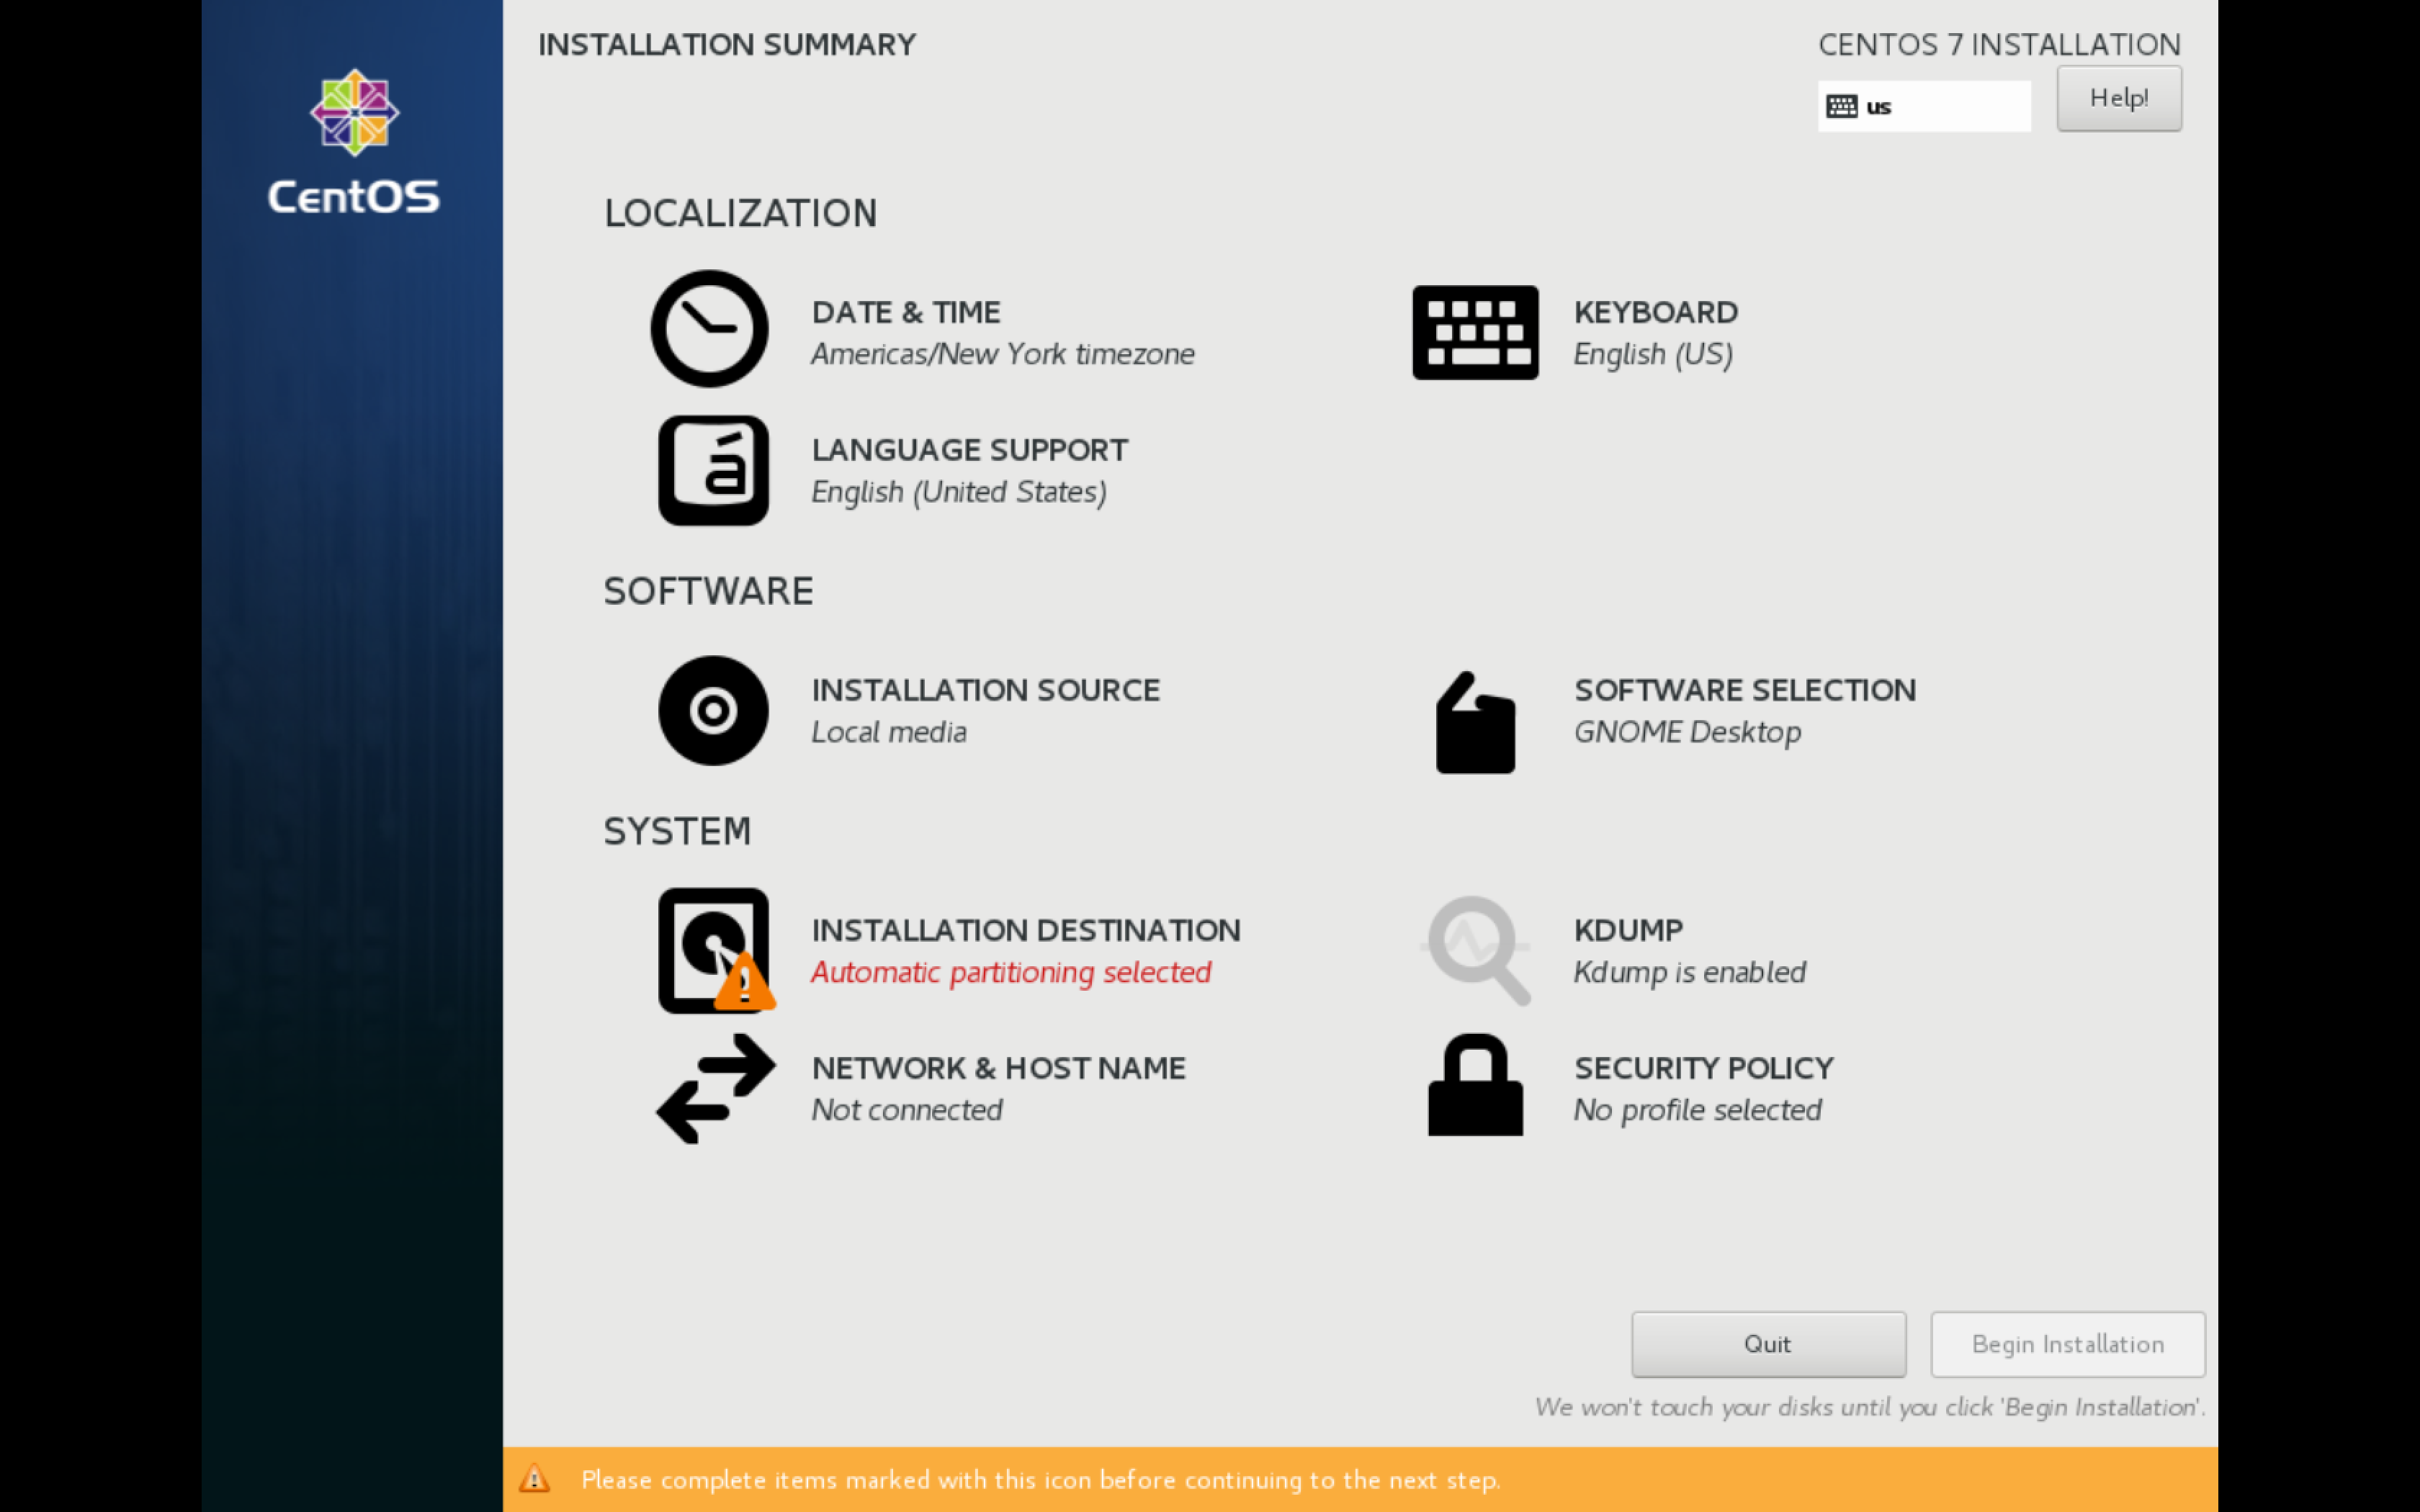 INSTALLATION SUMMARY
CENTOS 7 INSTALLATION
us
Help!
CentOS
LOCALIZATION
DATE & TIME
Americas/New York timezone
KEYBOARD
English (US)
á
LANGUAGE SUPPORT
English (United States)
SOFTWARE
INSTALLATION SOURCE
Local media
SOFTWARE SELECTION
GNOME Desktop
SYSTEM
INSTALLATION DESTINATION
Automatic partitioning selected
KDUMP
Kdump is enabled
NETWORK & HOST NAME
Not connected
SECURITY POLICY
No profile selected
Quit
Begin Installation
We won't touch your disks until you click 'Begin Installation'.
Please complete items marked with this icon before continuing to the next step.